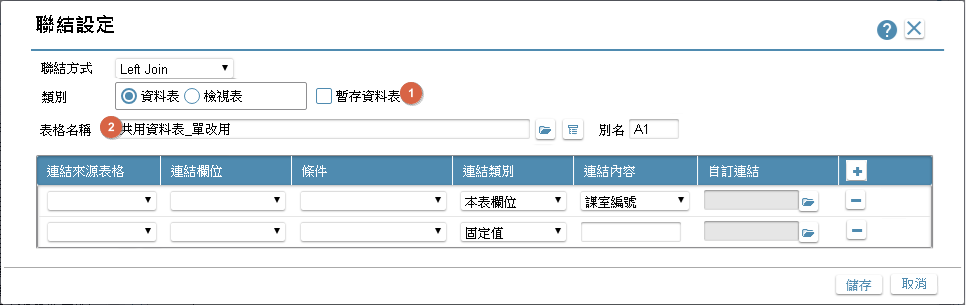 聯結設定
?
聯結方式 Left Join
類別 資料表 檢視表 暫存資料表 1
表格名稱 2 共用資料表_單改用 別名 A1
連結來源表格 連結欄位 條件 連結類別 連結內容 自訂連結
本表欄位 課室編號
固定值
儲存 取消